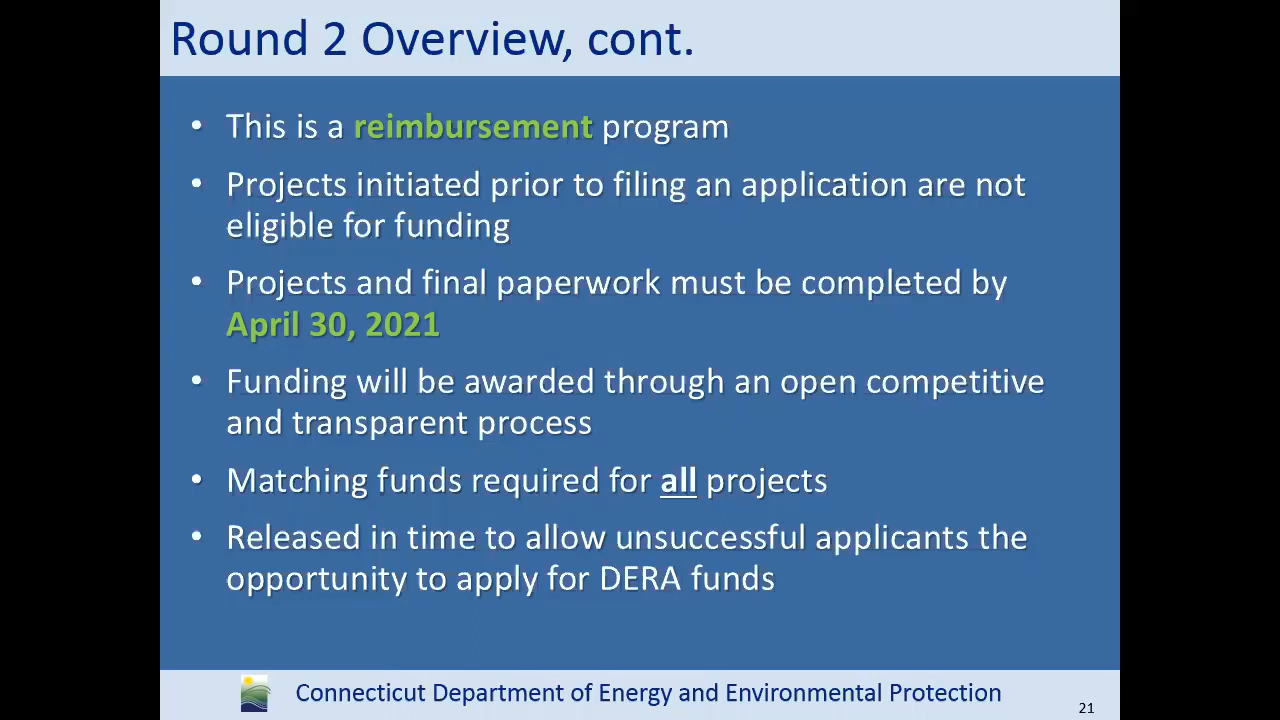 Round 2 Overview, cont.
• This is a reimbursement program
• Projects initiated prior to filing an application are not
eligible for funding
• Projects and final paperwork must be completed by
April 30, 2021
• Funding will be awarded through an open competitive
and transparent process
• Matching funds required for all projects
• Released in time to allow unsuccessful applicants the
opportunity to apply for DERA funds
Connecticut Department of Energy and Environmental Protection
21